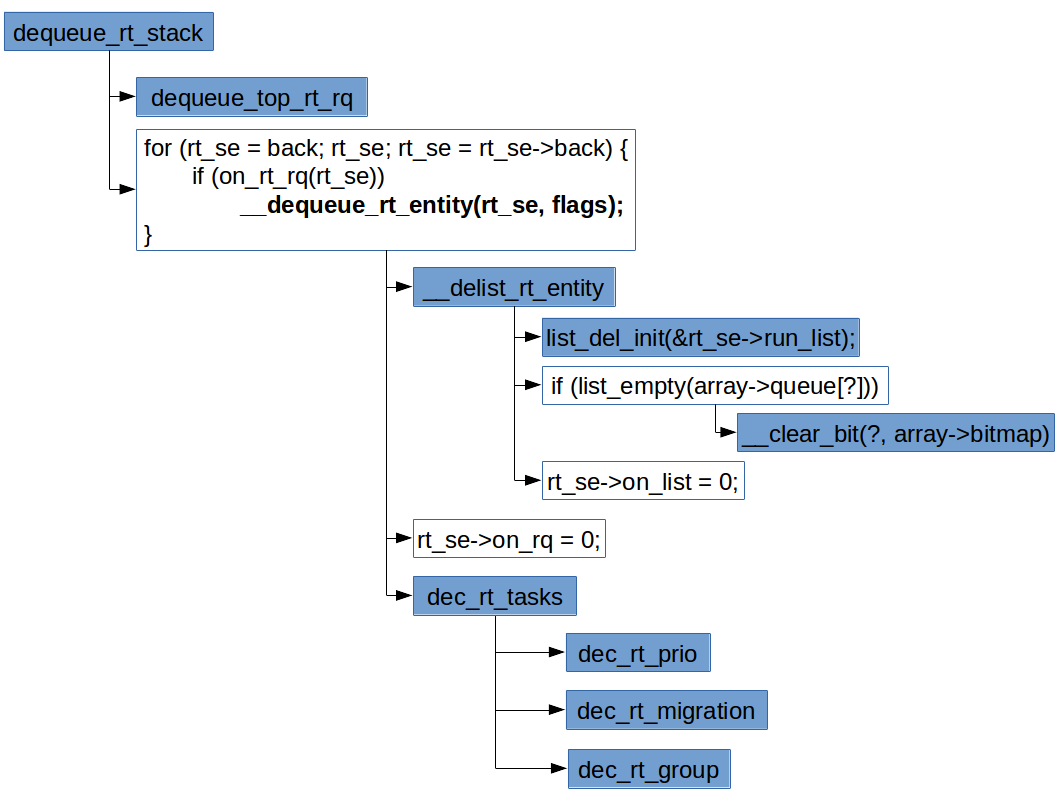 dequeue_rt_stack
dequeue_top_rt_rq
for (rt_se = back; rt_se; rt_se = rt_se->back) {
if (on_rt_rq(rt_se))
__dequeue_rt_entity(rt_se, flags);
}
__delist_rt_entity
list_del_init(&rt_se->run_list);
if (list_empty(array->queue[?]))
__clear_bit(?, array->bitmap)
rt_se->on_list = 0;
rt_se->on_rq = 0;
dec_rt_tasks
dec_rt_prio
dec_rt_migration
dec_rt_group